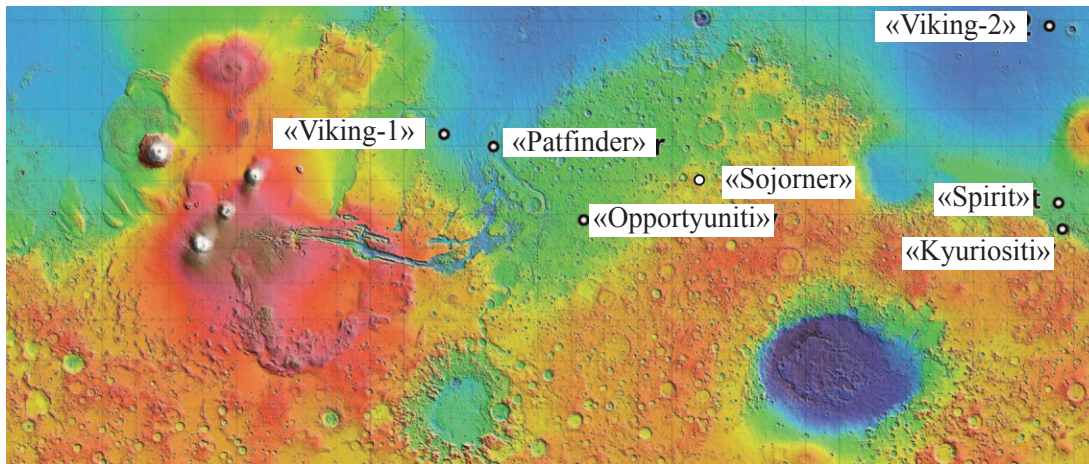 «Viking-2»
«Viking-1»
«Patfinder»
«Sojorner»
«Spirit»
«Opportyuniti»
«Kyuriositi»